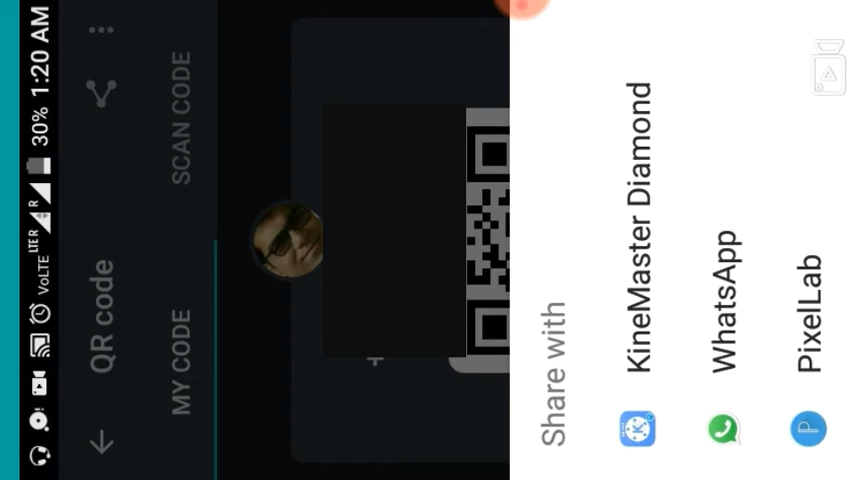 VoLTE LTE R R 30% 1:20 AM
QR code
MY CODE SCAN CODE
Share with
KineMaster Diamond
WhatsApp
PixelLab